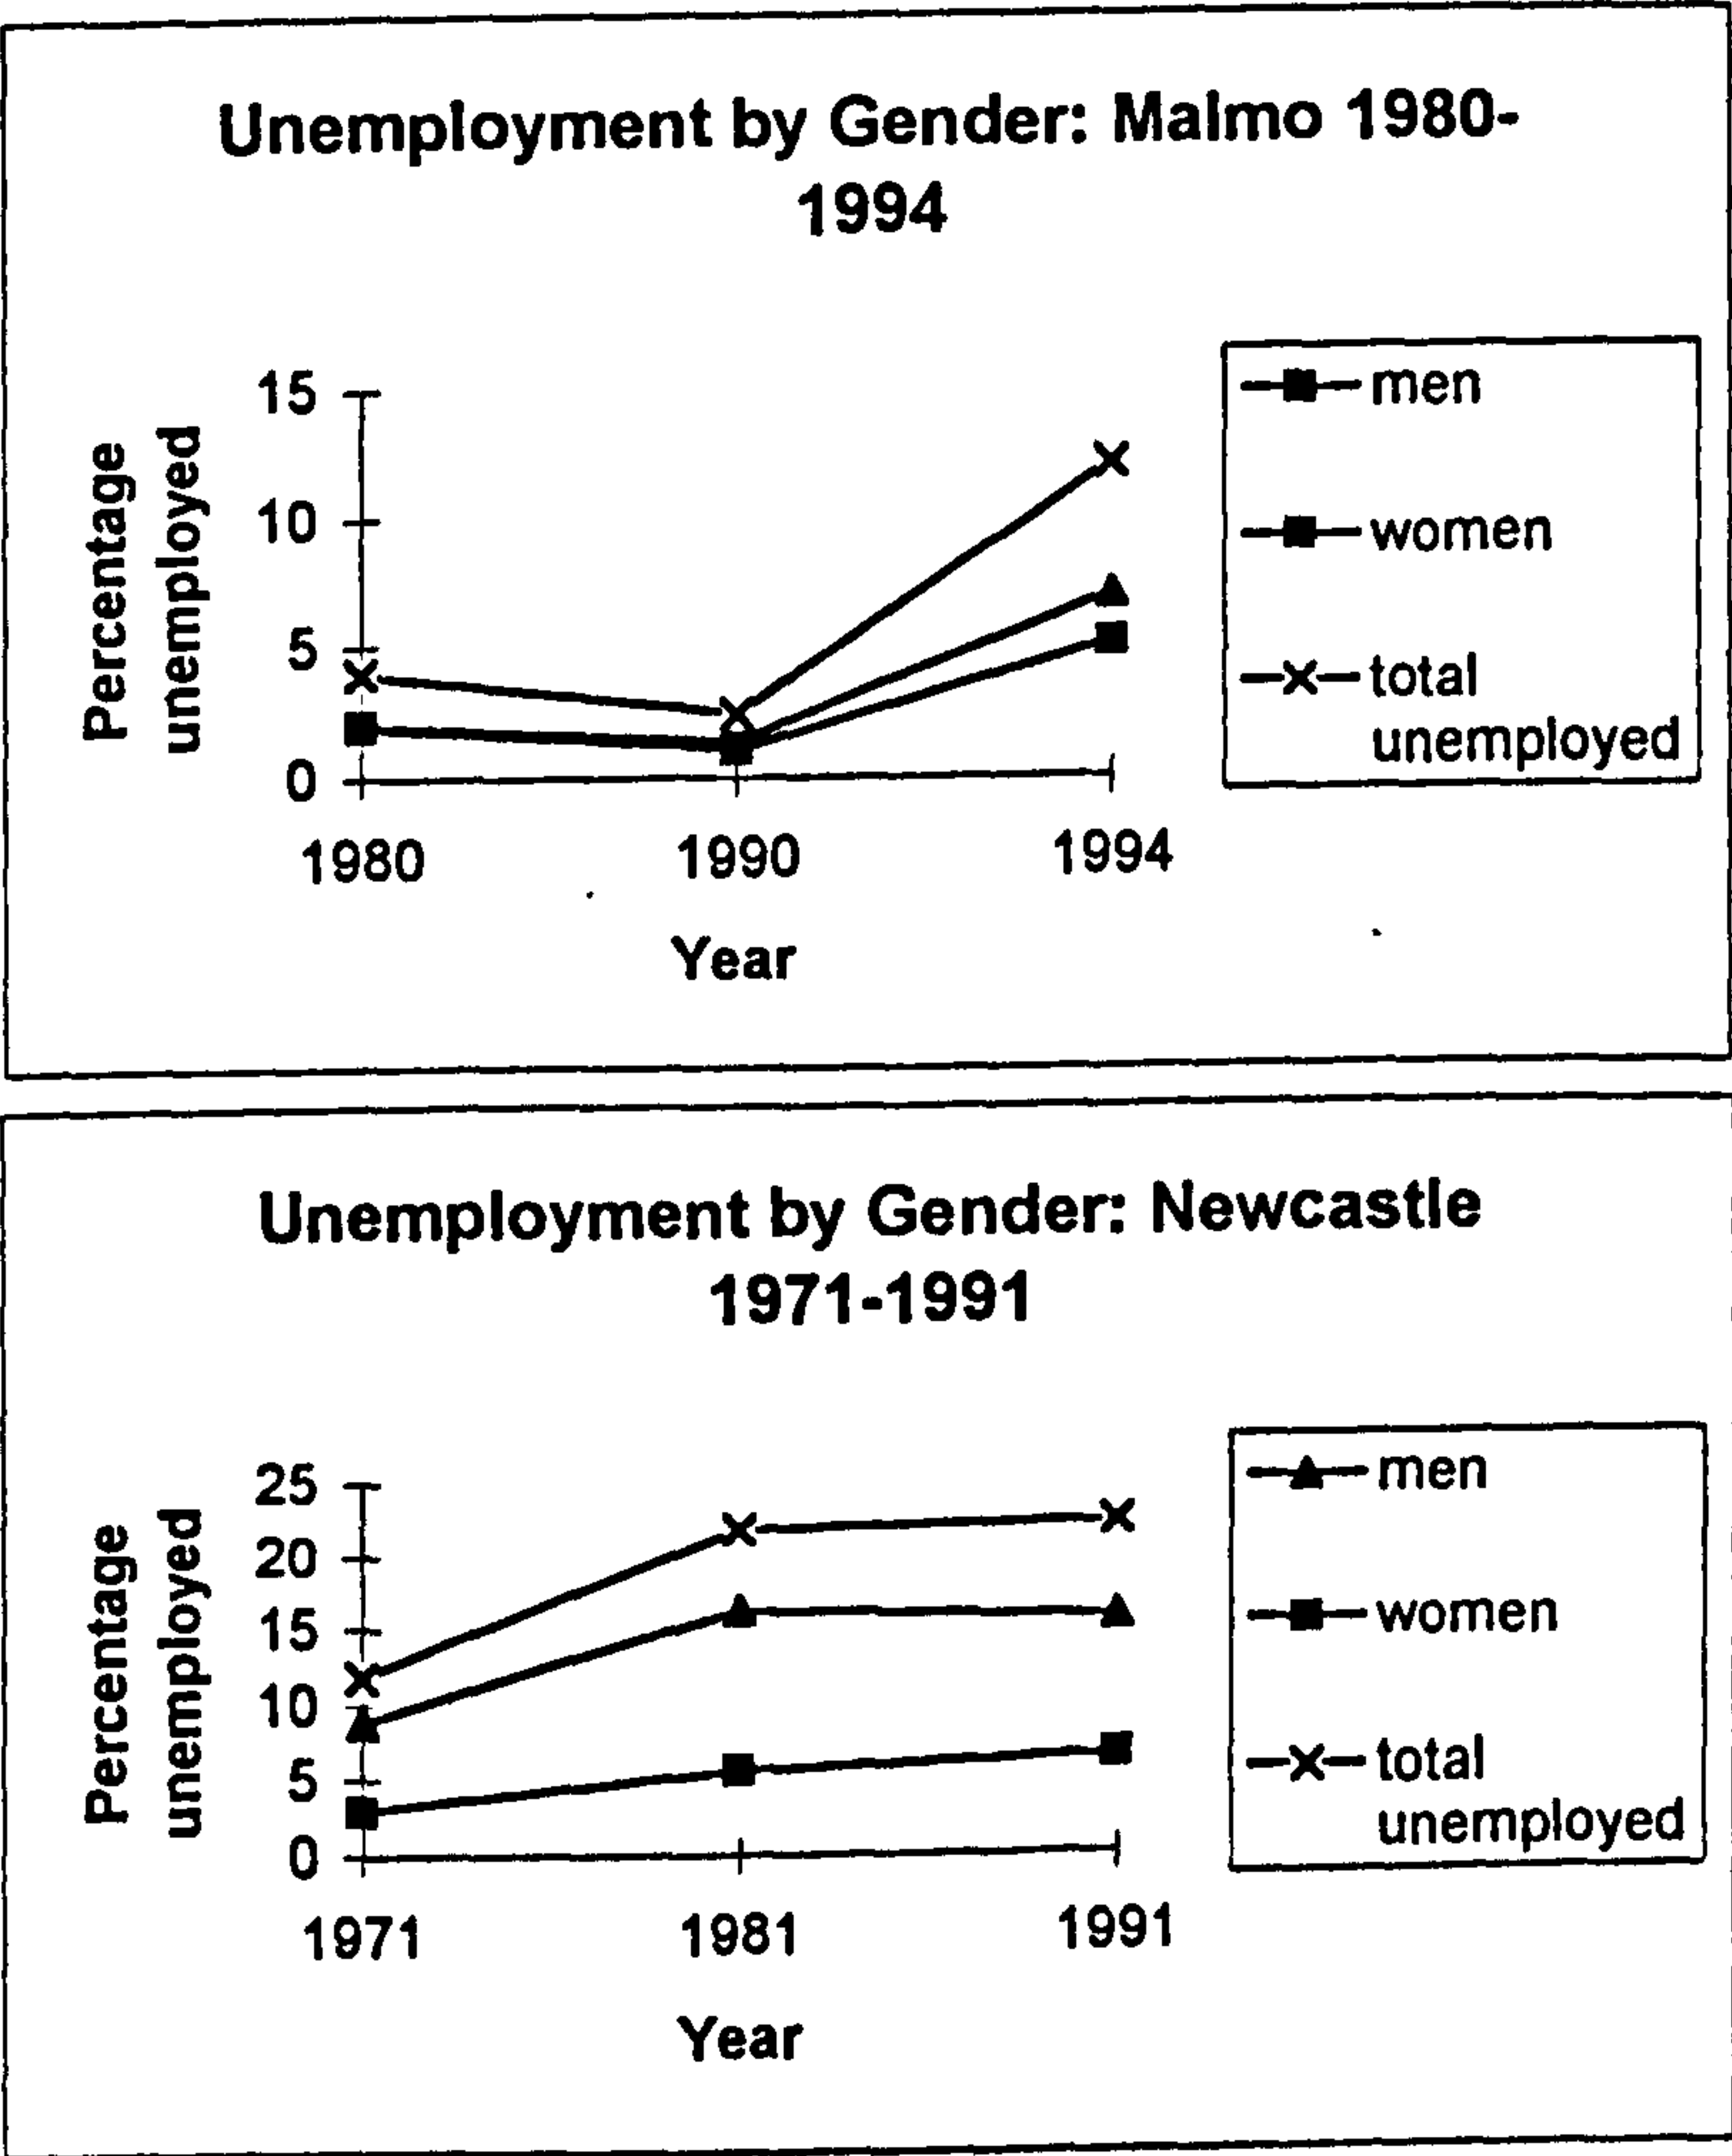 Unemployment by Gender: Malmo 1980-
1994
Percentage
unemployed
15
10
5
0
1980 1990 1994
Year
men
women
total
unemployed
Unemployment by Gender: Newcastle
1971-1991
Percentage
unemployed
25
20
15
10
5
0
1971 1981 1991
Year
men
women
total
unemployed